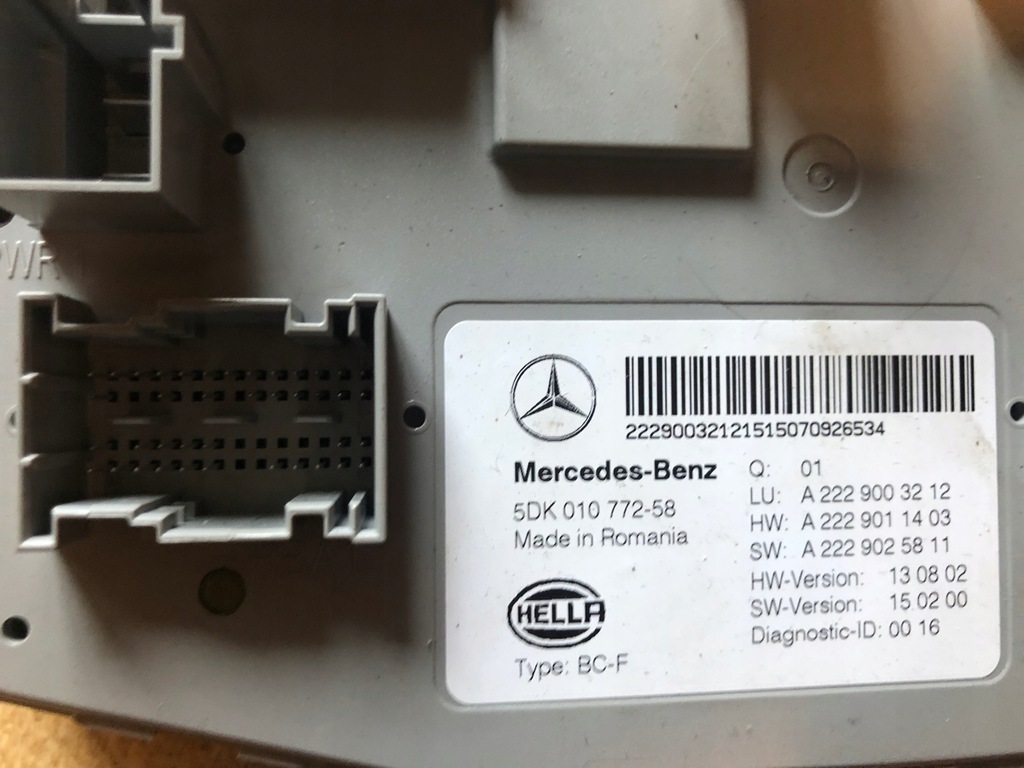 PWR
22290032121515070926534
Mercedes-Benz
5DK 010 772-58
Made in Romania
HELLA
Type: BC-F
Q: 01
LU: A 222 900 32 12
HW: A 222 901 14 03
SW: A 222 902 58 11
HW-Version: 13 08 02
SW-Version: 15 02 00
Diagnostic-ID: 00 16